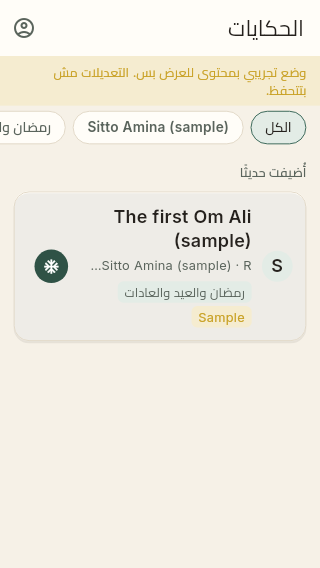 الحكايات
وضع تجريبي بمحتوى للعرض بس. التعديلات مش
بتتحفظ.
الكل
Sitto Amina (sample)
رمضان وا
أُضيفت حديثًا
The first Om Ali
(sample)
S
Sitto Amina (sample) · R...
رمضان والعيد والعادات
Sample